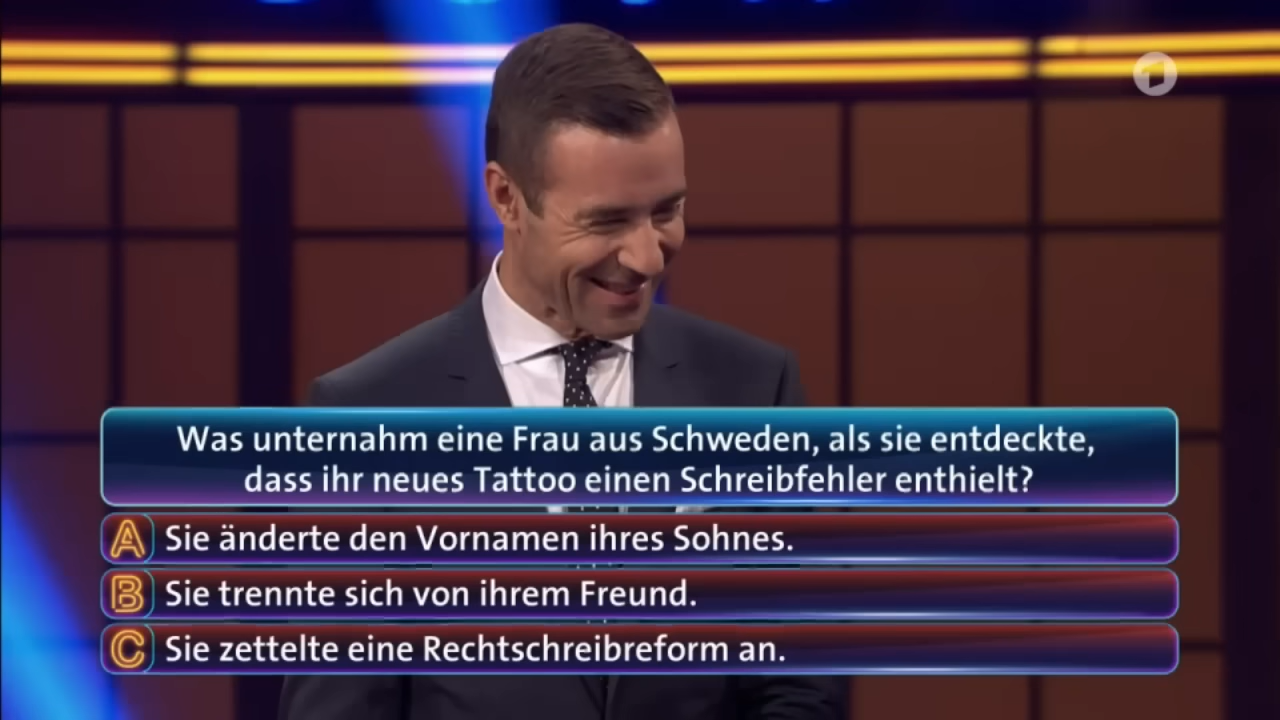 1
Was unternahm eine Frau aus Schweden, als sie entdeckte,
dass ihr neues Tattoo einen Schreibfehler enthielt?
A Sie änderte den Vornamen ihres Sohnes.
B Sie trennte sich von ihrem Freund.
C Sie zettelte eine Rechtschreibreform an.